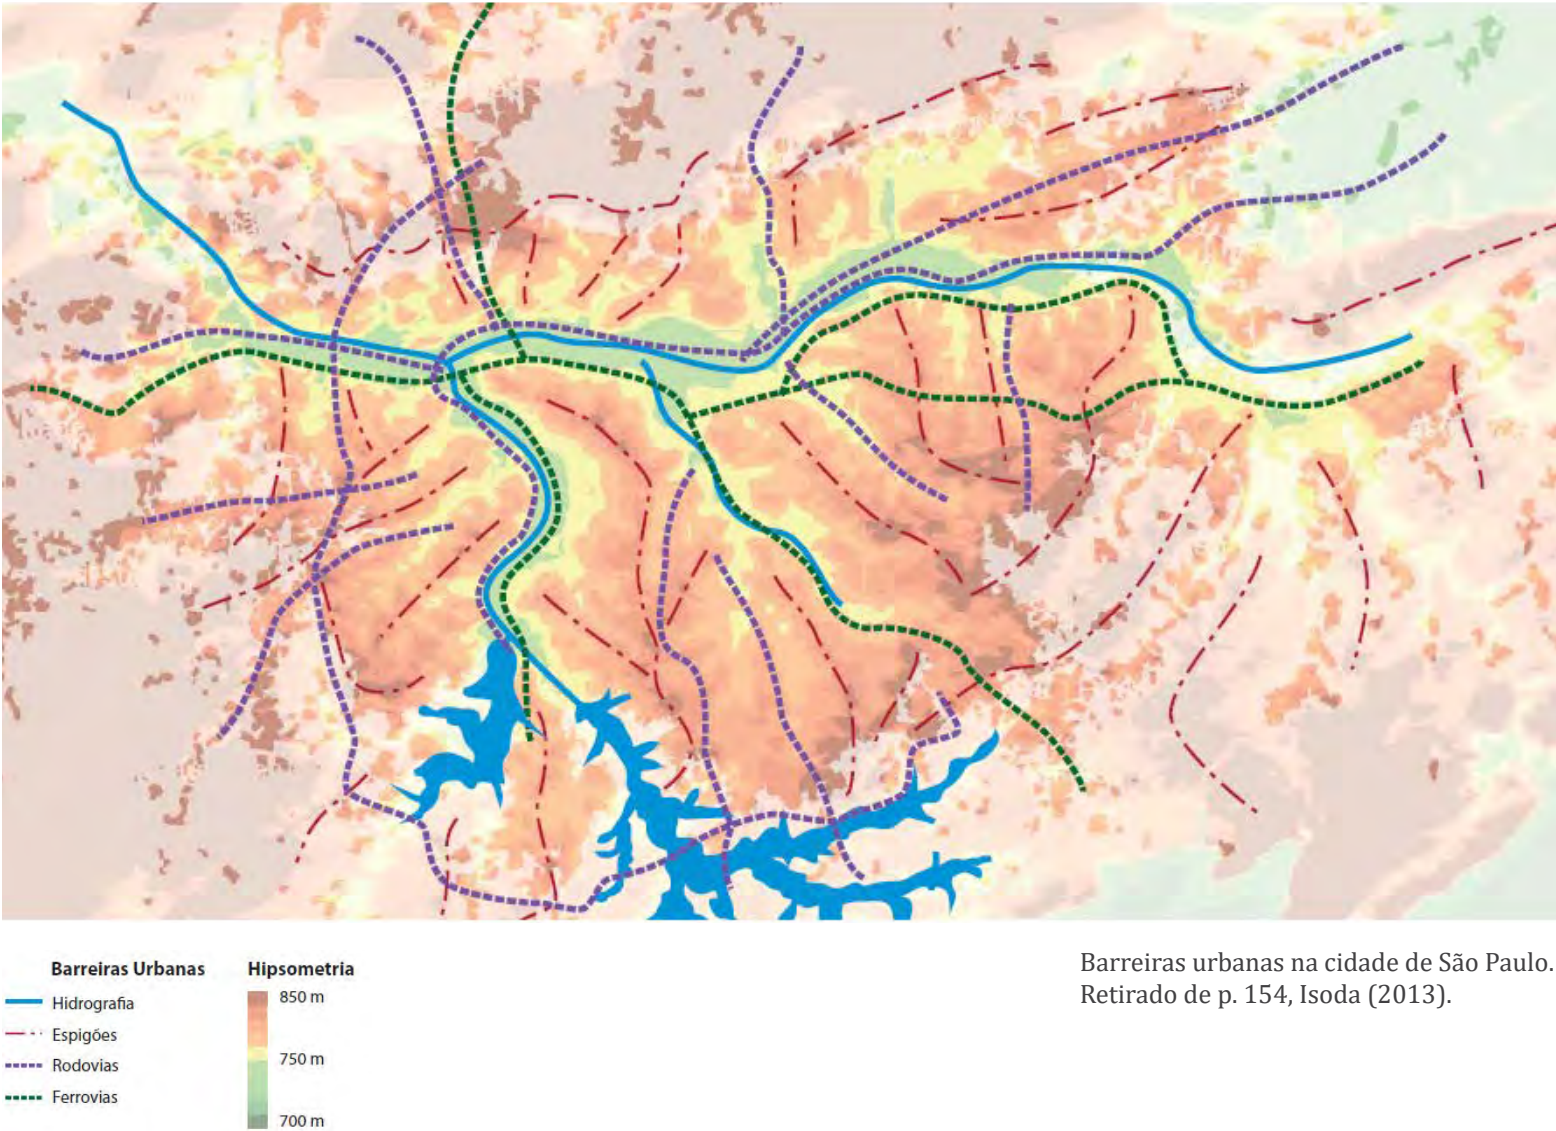 Barreiras Urbanas
Hidrografia
Espigões
Rodovias
Ferrovias
Hipsometria
850 m
750 m
700 m
Barreiras urbanas na cidade de São Paulo.
Retirado de p. 154, Isoda (2013).